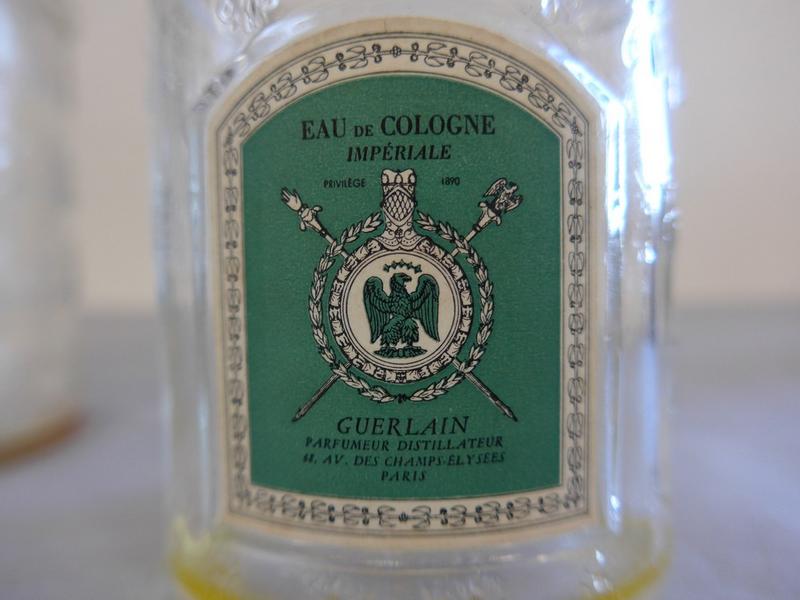 EAU DE COLOGNE
IMPÉRIALE
PRIVILÈGE 1890
GUERLAIN
PARFUMEUR DISTILLATEUR
68, AV. DES CHAMPS-ÉLYSÉES
PARIS